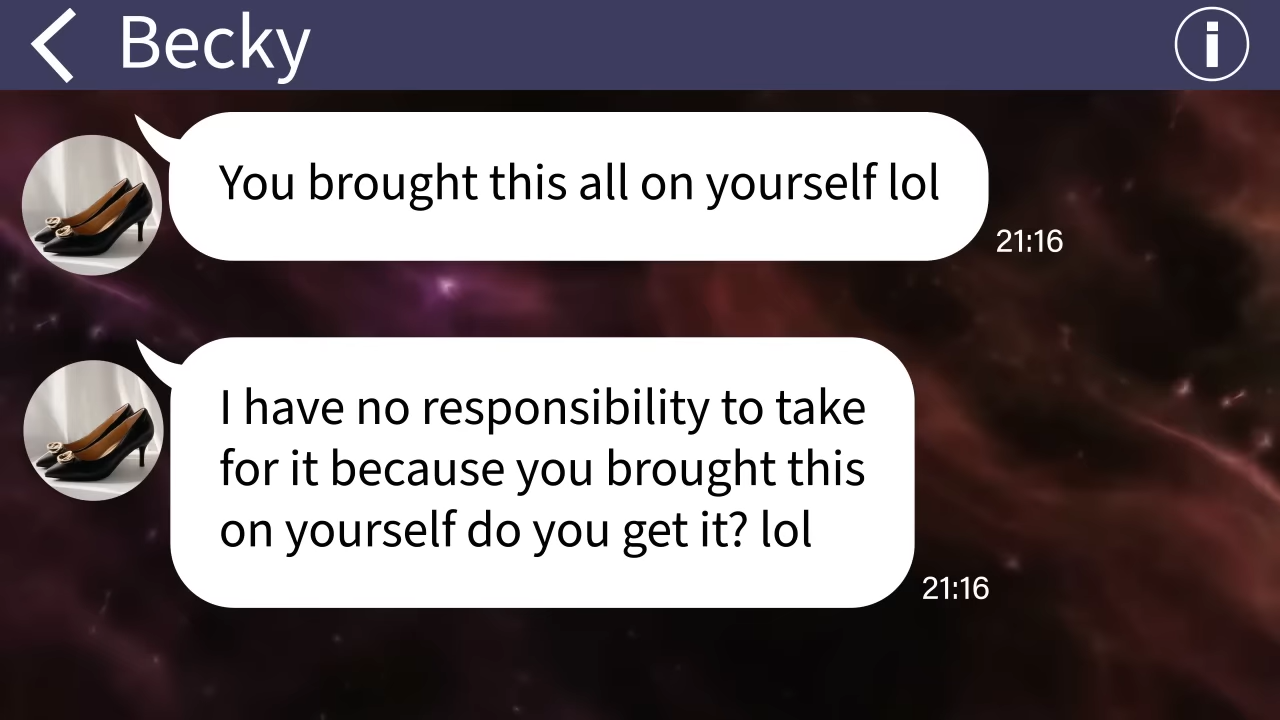 Becky
You brought this all on yourself lol
21:16
I have no responsibility to take
for it because you brought this
on yourself do you get it? lol
21:16